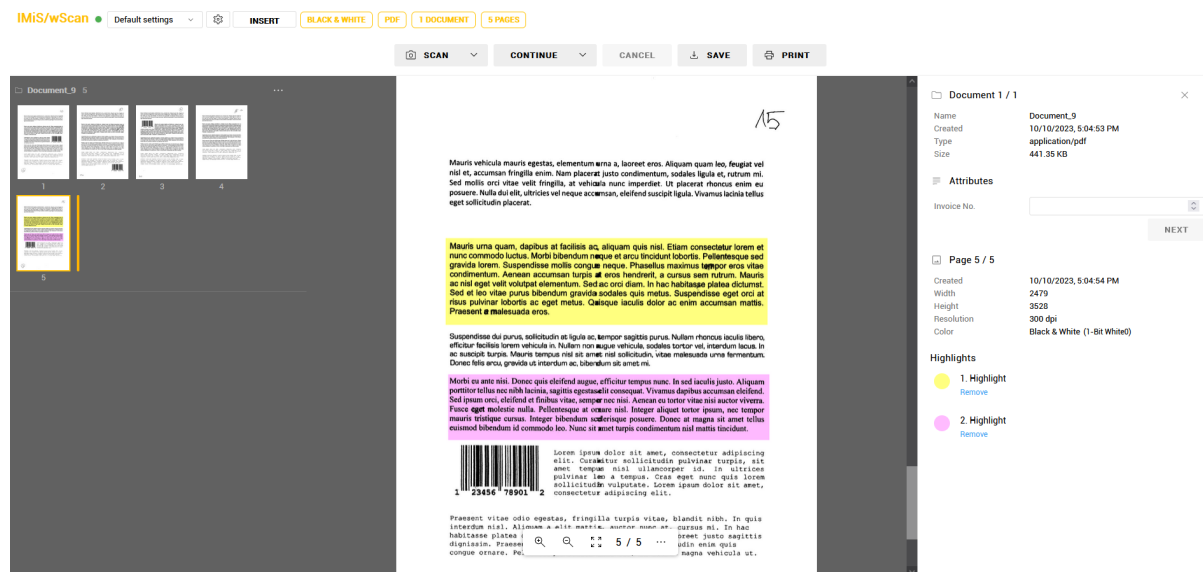 IMiS/wScan
Default settings
INSERT
BLACK & WHITE
PDF
1 DOCUMENT
5 PAGES
SCAN
CONTINUE
CANCEL
SAVE
PRINT
Document_9 5
1
2
3
4
5
15
Mauris vehicula mauris egestas, elementum urna a, laoreet eros. Aliquam quam leo, feugiat vel
nisl et, accumsan fringilla enim. Nam placerat justo condimentum, sodales ligula et, rutrum mi.
Sed mollis orci vitae velit fringilla, at vehicula nunc imperdiet. Ut placerat rhoncus enim eu
posuere. Nulla dui elit, ultricies vel neque accumsan, eleifend suscipit ligula. Vivamus lacinia tellus
eget sollicitudin placerat.
Mauris urna quam, dapibus at facilisis ac, aliquam quis nisl. Etiam consectetur lorem et
nunc commodo luctus. Morbi bibendum neque et arcu tincidunt lobortis. Pellentesque sed
gravida lorem. Suspendisse mollis congue neque. Phasellus maximus tempor eros vitae
condimentum. Aenean accumsan turpis at eros hendrerit, a cursus sem rutrum. Mauris
ac nisl eget velit volutpat elementum. Sed ac orci diam. In hac habitasse platea dictumst.
Sed et leo vitae purus bibendum gravida sodales quis metus. Suspendisse eget orci at
risus pulvinar lobortis ac eget metus. Quisque iaculis dolor ac enim accumsan mattis.
Praesent a malesuada eros.
Suspendisse dui purus, sollicitudin at ligula ac, tempor sagittis purus. Nullam rhoncus iaculis libero,
efficitur facilisis lorem vehicula in. Nullam non augue vehicula, sodales tortor vel, interdum lacus. In
ac suscipit turpis. Mauris tempus nisl sit amet nisl sollicitudin, vitae malesuada urna fermentum.
Donec felis arcu, gravida ut interdum ac, bibendum sit amet mi.
Morbi eu ante nisi. Donec quis eleifend augue, efficitur tempus nunc. In sed iaculis justo. Aliquam
porttitor tellus nec nibh lacinia, sagittis egestas elit consequat. Vivamus dapibus accumsan eleifend.
Sed ipsum orci, eleifend et finibus vitae, semper nec nisi. Aenean eu tortor vitae nisi auctor viverra.
Fusce eget molestie nulla. Pellentesque at ornare nisl. Integer aliquet tortor ipsum, nec tempor
mauris tristique cursus. Integer bibendum scelerisque posuere. Donec at magna sit amet tellus
euismod bibendum id commodo leo. Nunc sit amet turpis condimentum nisl mattis tincidunt.
Lorem ipsum dolor sit amet, consectetur adipiscing
elit. Curabitur sollicitudin pulvinar turpis, sit
amet tempus nisl ullamcorper id. In ultrices
pulvinar leo a tempus. Cras eget nunc quis lorem
sollicitudin vulputate. Lorem ipsum dolor sit amet,
consectetur adipiscing elit.
1 23456 78901 2
Praesent vitae odio egestas, fringilla turpis vitae, blandit nibh. In quis
interdum nisl. Aliquam a elit mattis, auctor nunc at, cursus mi. In hac
habitasse platea justo sagittis
dignissim. enim quis
congue ornare. magna vehicula ut.
5 / 5
Document 1 / 1
Name Document_9
Created 10/10/2023, 5:04:53 PM
Type application/pdf
Size 441.35 KB
Attributes
Invoice No.
NEXT
Page 5 / 5
Created 10/10/2023, 5:04:54 PM
Width 2479
Height 3528
Resolution 300 dpi
Color Black & White (1-Bit White0)
Highlights
1. Highlight
Remove
2. Highlight
Remove